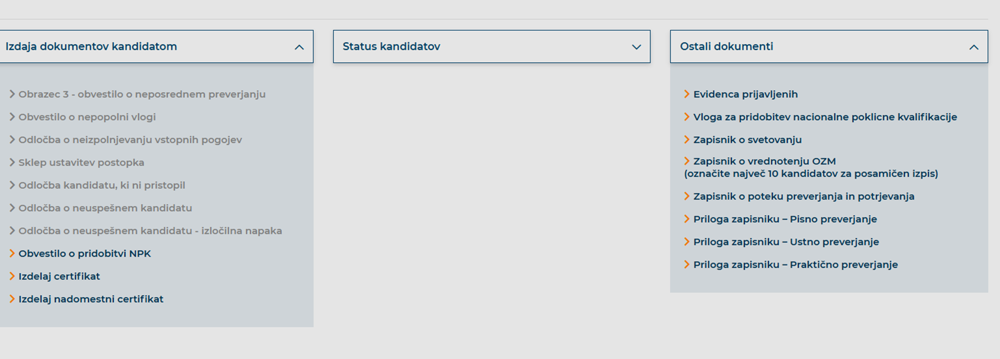 Izdaja dokumentov kandidatom
Obrazec 3 - obvestilo o neposrednem preverjanju
Obvestilo o nepopolni vlogi
Odločba o neizpolnjevanju vstopnih pogojev
Sklep ustavitev postopka
Odločba kandidatu, ki ni pristopil
Odločba o neuspešnem kandidatu
Odločba o neuspešnem kandidatu - izločilna napaka
Obvestilo o pridobitvi NPK
Izdelaj certifikat
Izdelaj nadomestni certifikat
Status kandidatov
Ostali dokumenti
Evidenca prijavljenih
Vloga za pridobitev nacionalne poklicne kvalifikacije
Zapisnik o svetovanju
Zapisnik o vrednotenju OZM
(označite največ 10 kandidatov za posamičen izpis)
Zapisnik o poteku preverjanja in potrjevanja
Priloga zapisniku – Pisno preverjanje
Priloga zapisniku – Ustno preverjanje
Priloga zapisniku – Praktično preverjanje